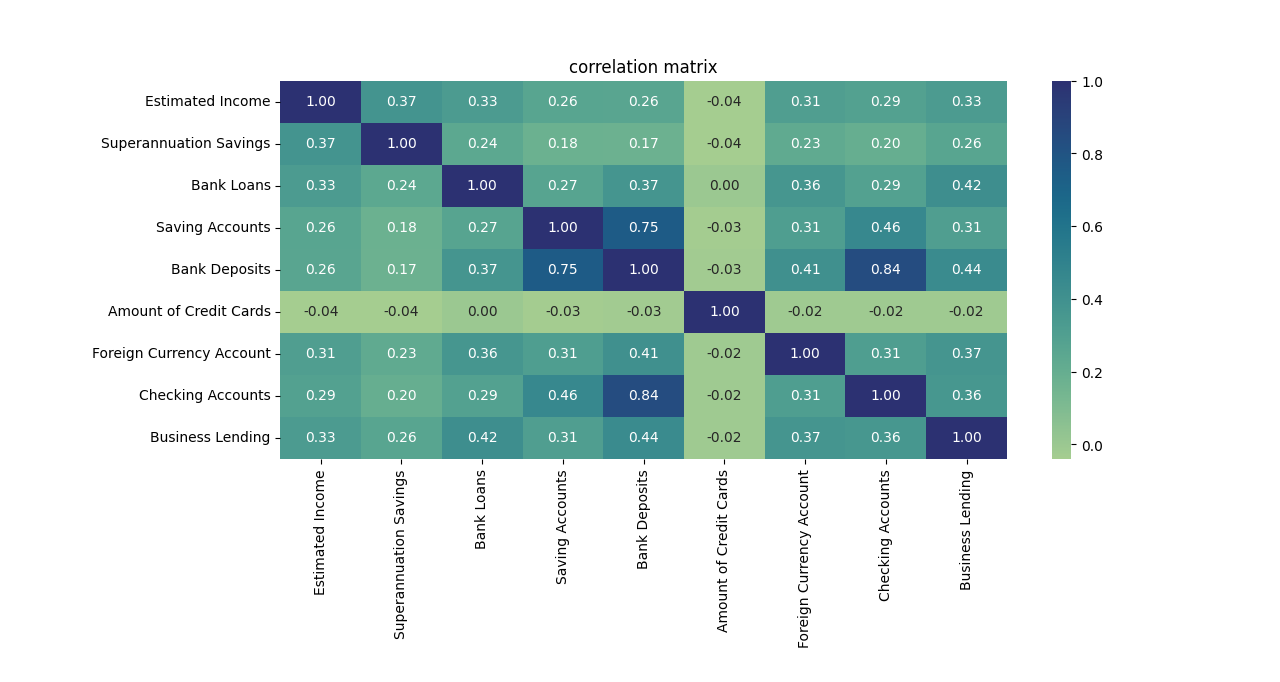 correlation matrix
Estimated Income 1.00 0.37 0.33 0.26 0.26 -0.04 0.31 0.29 0.33
Superannuation Savings 0.37 1.00 0.24 0.18 0.17 -0.04 0.23 0.20 0.26
Bank Loans 0.33 0.24 1.00 0.27 0.37 0.00 0.36 0.29 0.42
Saving Accounts 0.26 0.18 0.27 1.00 0.75 -0.03 0.31 0.46 0.31
Bank Deposits 0.26 0.17 0.37 0.75 1.00 -0.03 0.41 0.84 0.44
Amount of Credit Cards -0.04 -0.04 0.00 -0.03 -0.03 1.00 -0.02 -0.02 -0.02
Foreign Currency Account 0.31 0.23 0.36 0.31 0.41 -0.02 1.00 0.31 0.37
Checking Accounts 0.29 0.20 0.29 0.46 0.84 -0.02 0.31 1.00 0.36
Business Lending 0.33 0.26 0.42 0.31 0.44 -0.02 0.37 0.36 1.00
Estimated Income
Superannuation Savings
Bank Loans
Saving Accounts
Bank Deposits
Amount of Credit Cards
Foreign Currency Account
Checking Accounts
Business Lending
1.0
0.8
0.6
0.4
0.2
0.0